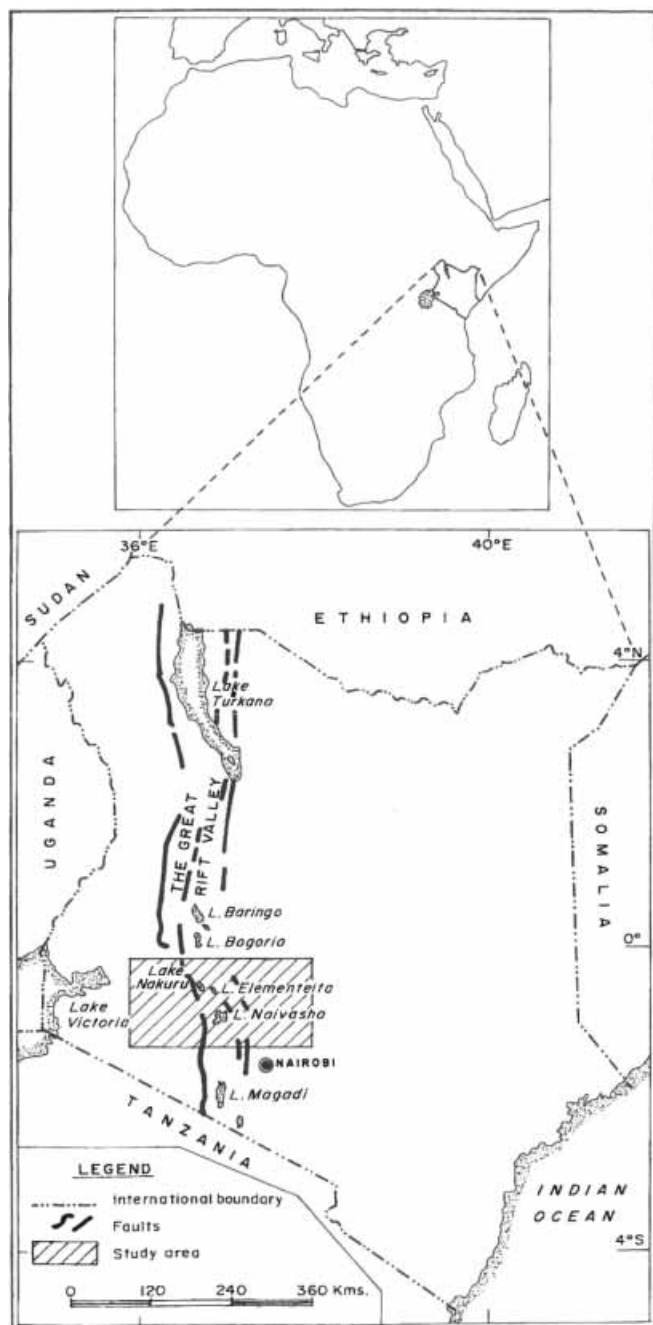 36°E
40°E
SUDAN
ETHIOPIA
4°N
Lake
Turkana
UGANDA
THE GREAT
RIFT VALLEY
SOMALIA
L. Baringo
L. Bogoria
0°
Lake
Nakuru
L. Elementeita
Lake
Victoria
L. Naivasha
NAIROBI
L. Magadi
TANZANIA
LEGEND
International boundary
Faults
Study area
INDIAN
OCEAN
4°S
0 120 240 360 Kms.